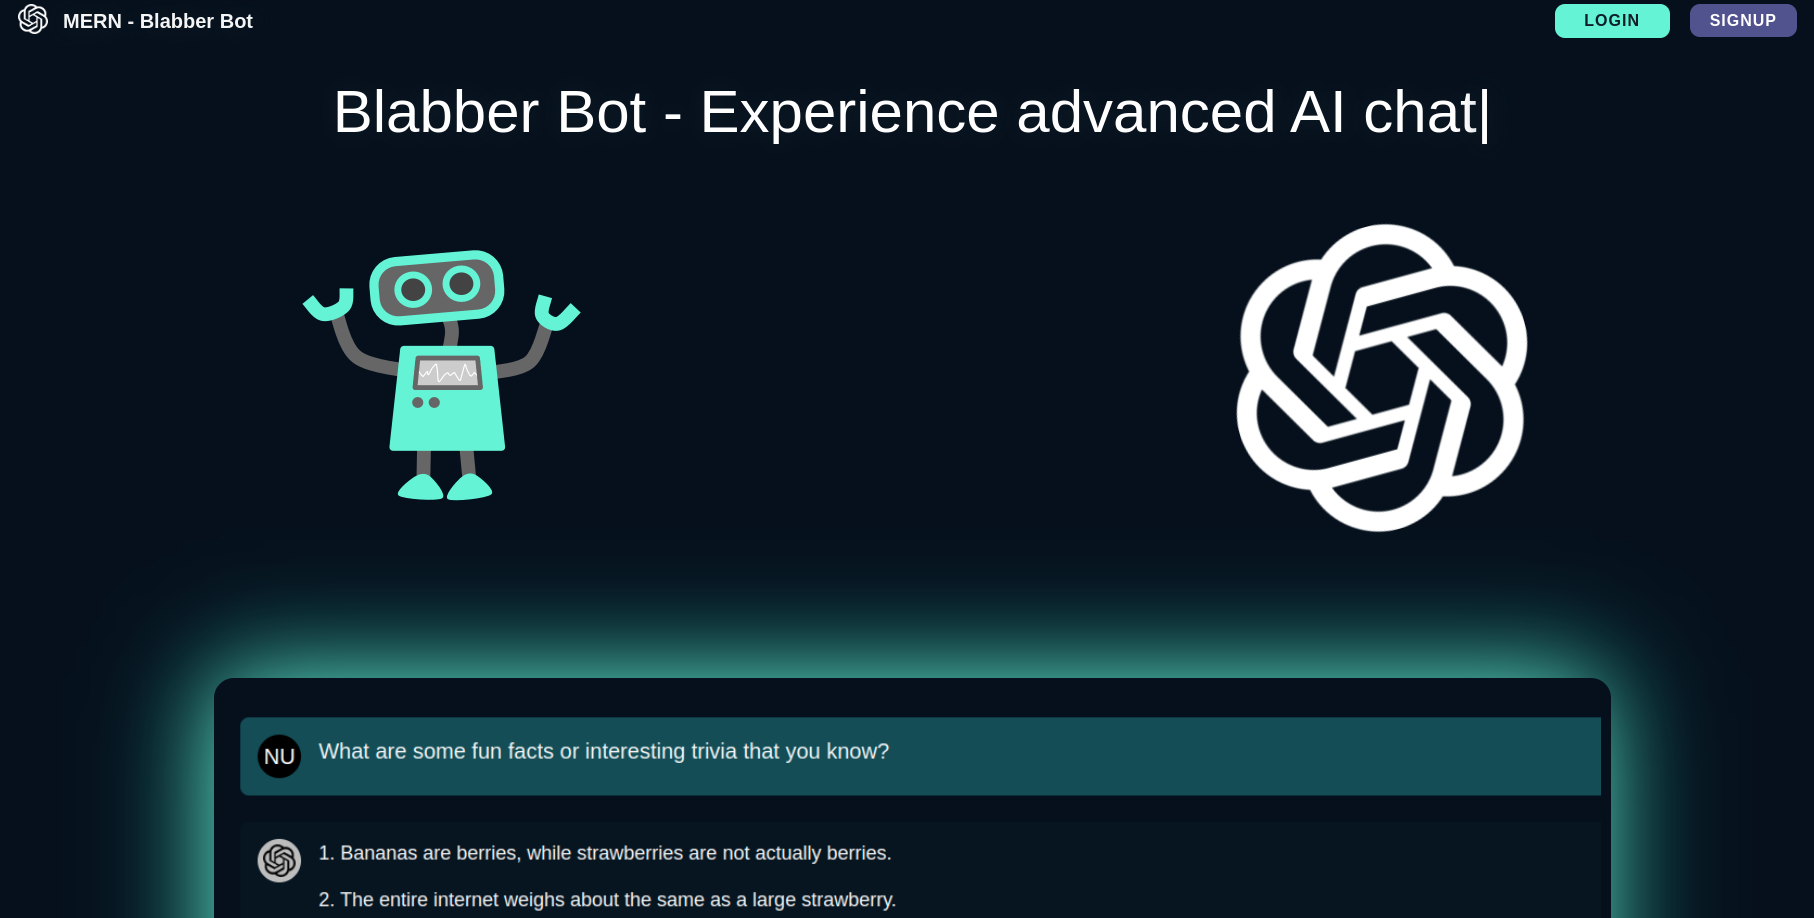 MERN - Blabber Bot
LOGIN
SIGNUP
Blabber Bot - Experience advanced AI chat|
NU
What are some fun facts or interesting trivia that you know?
1. Bananas are berries, while strawberries are not actually berries.
2. The entire internet weighs about the same as a large strawberry.